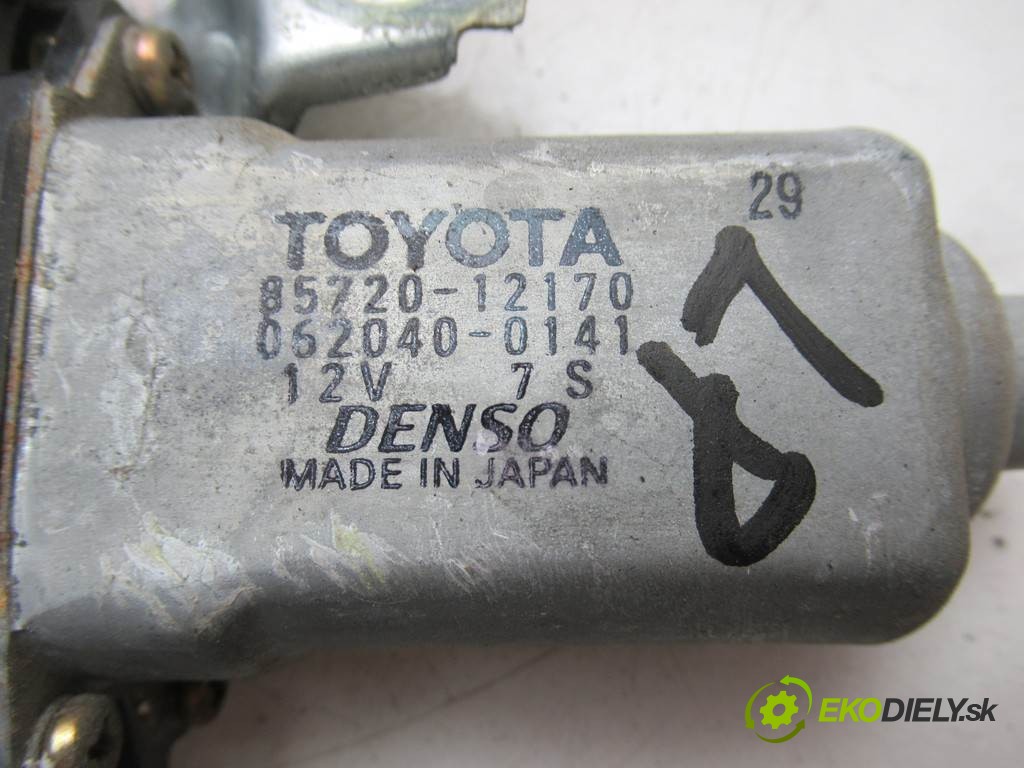 29
TOYOTA
85720-12170
062040-0141
12V 7 S
DENSO
MADE IN JAPAN
EKODIELY.sk